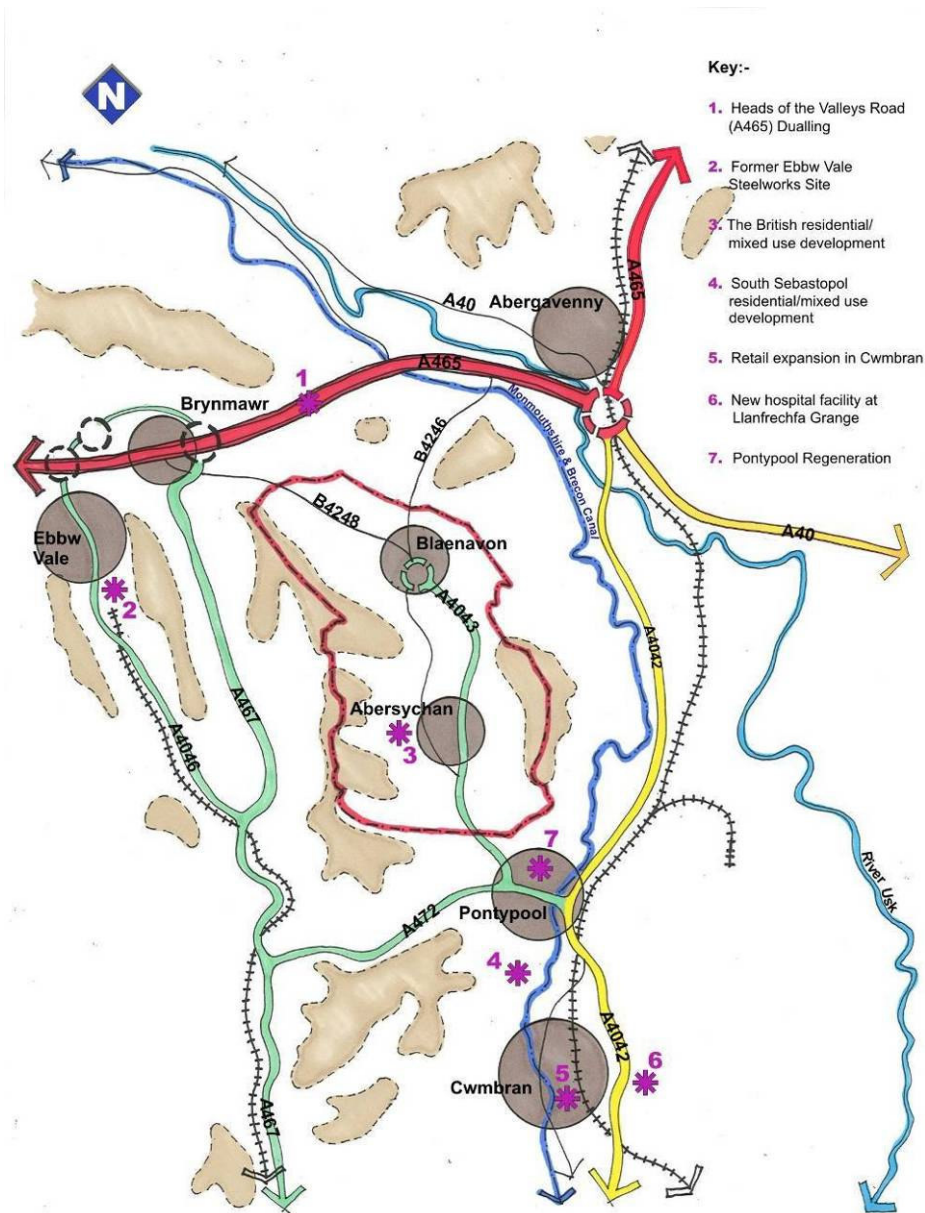 N
Key:-
1. Heads of the Valleys Road
(A465) Dualling
2. Former Ebbw Vale
Steelworks Site
3. The British residential/
mixed use development
4. South Sebastopol
residential/mixed use
development
5. Retail expansion in Cwmbran
6. New hospital facility at
Llanfrechfa Grange
7. Pontypool Regeneration
A465
A40
Abergavenny
A465
1
Brynmawr
B4246
Monmouthshire & Brecon Canal
B4248
A40
Ebbw
Vale
Blaenavon
2
A4043
A4042
A467
Abersychan
A4046
3
7
River Usk
Pontypool
A472
4
A4042
6
5
Cwmbran
A467